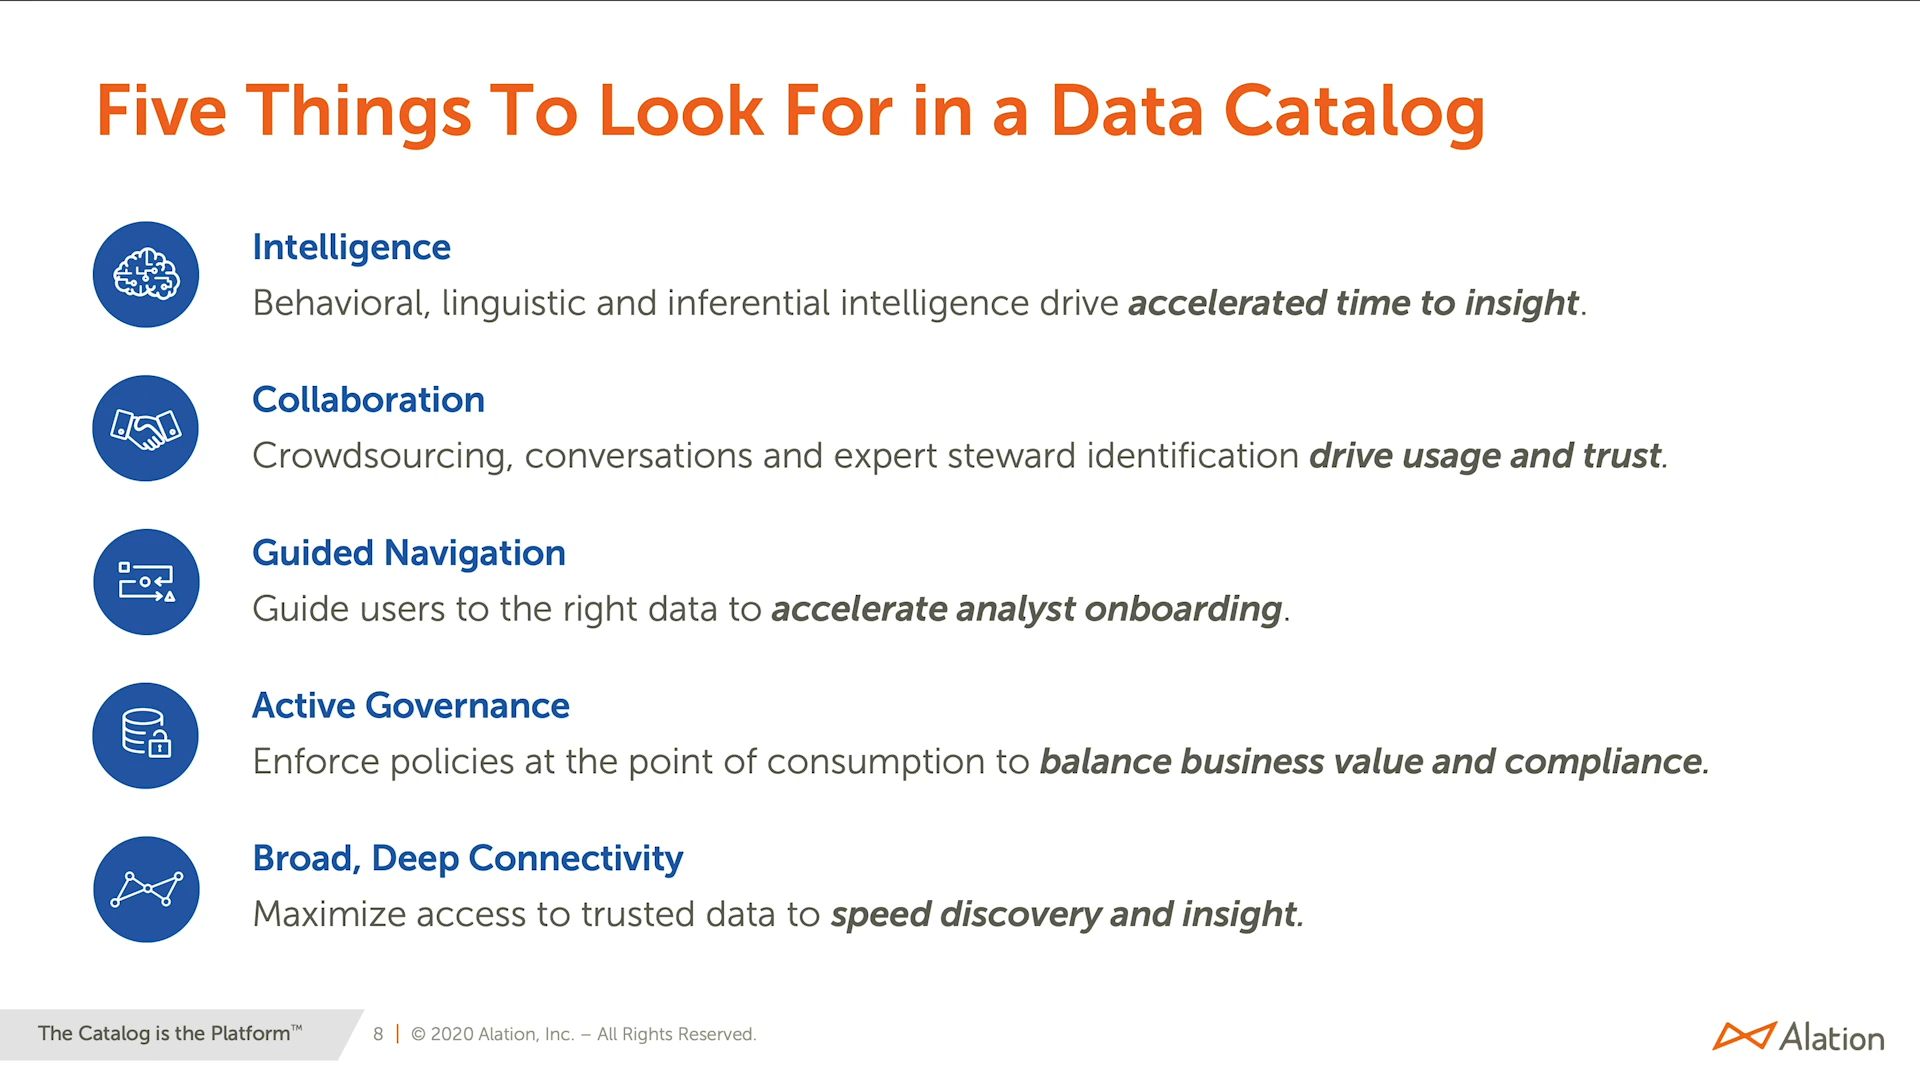 Five Things To Look For in a Data Catalog
Intelligence
Behavioral, linguistic and inferential intelligence drive accelerated time to insight.
Collaboration
Crowdsourcing, conversations and expert steward identification drive usage and trust.
Guided Navigation
Guide users to the right data to accelerate analyst onboarding.
Active Governance
Enforce policies at the point of consumption to balance business value and compliance.
Broad, Deep Connectivity
Maximize access to trusted data to speed discovery and insight.
The Catalog is the Platform™
8 | © 2020 Alation, Inc. – All Rights Reserved.
Alation